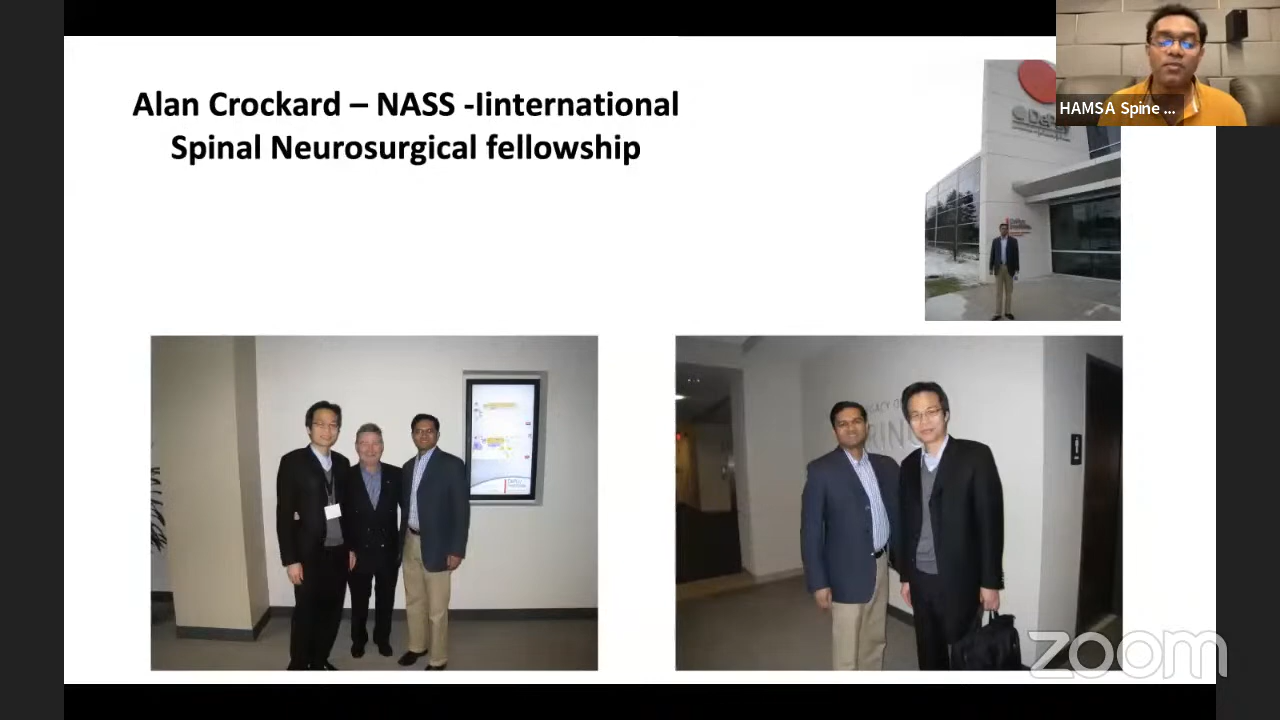 Alan Crockard – NASS -Iinternational
Spinal Neurosurgical fellowship
HAMSA Spine ...
zoom